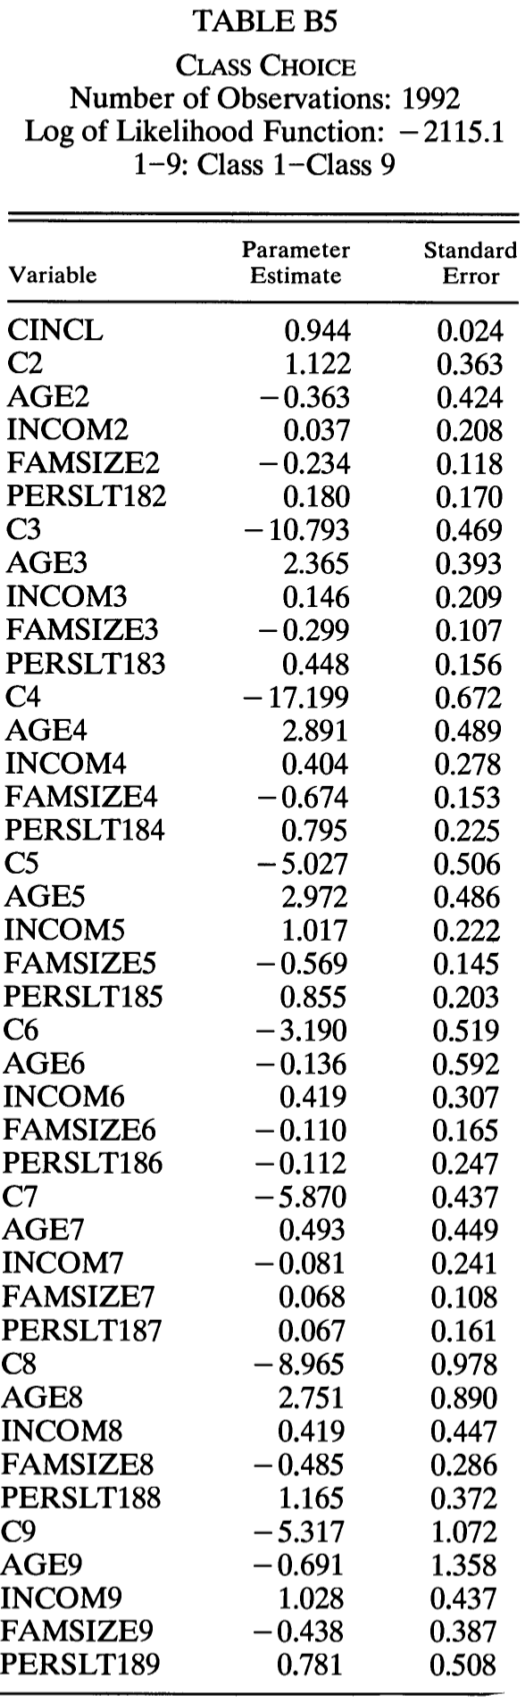 TABLE B5
CLASS CHOICE
Number of Observations: 1992
Log of Likelihood Function: −2115.1
1–9: Class 1–Class 9
Parameter Standard
Variable Estimate Error
CINCL 0.944 0.024
C2 1.122 0.363
AGE2 −0.363 0.424
INCOM2 0.037 0.208
FAMSIZE2 −0.234 0.118
PERSLT182 0.180 0.170
C3 −10.793 0.469
AGE3 2.365 0.393
INCOM3 0.146 0.209
FAMSIZE3 −0.299 0.107
PERSLT183 0.448 0.156
C4 −17.199 0.672
AGE4 2.891 0.489
INCOM4 0.404 0.278
FAMSIZE4 −0.674 0.153
PERSLT184 0.795 0.225
C5 −5.027 0.506
AGE5 2.972 0.486
INCOM5 1.017 0.222
FAMSIZE5 −0.569 0.145
PERSLT185 0.855 0.203
C6 −3.190 0.519
AGE6 −0.136 0.592
INCOM6 0.419 0.307
FAMSIZE6 −0.110 0.165
PERSLT186 −0.112 0.247
C7 −5.870 0.437
AGE7 0.493 0.449
INCOM7 −0.081 0.241
FAMSIZE7 0.068 0.108
PERSLT187 0.067 0.161
C8 −8.965 0.978
AGE8 2.751 0.890
INCOM8 0.419 0.447
FAMSIZE8 −0.485 0.286
PERSLT188 1.165 0.372
C9 −5.317 1.072
AGE9 −0.691 1.358
INCOM9 1.028 0.437
FAMSIZE9 −0.438 0.387
PERSLT189 0.781 0.508